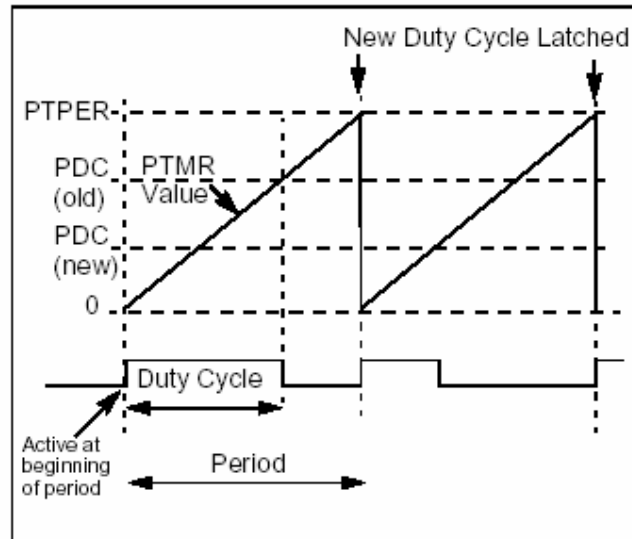 New Duty Cycle Latched
PTPER
PDC
(old)
PTMR
Value
PDC
(new)
0
Duty Cycle
Active at
beginning
of period
Period